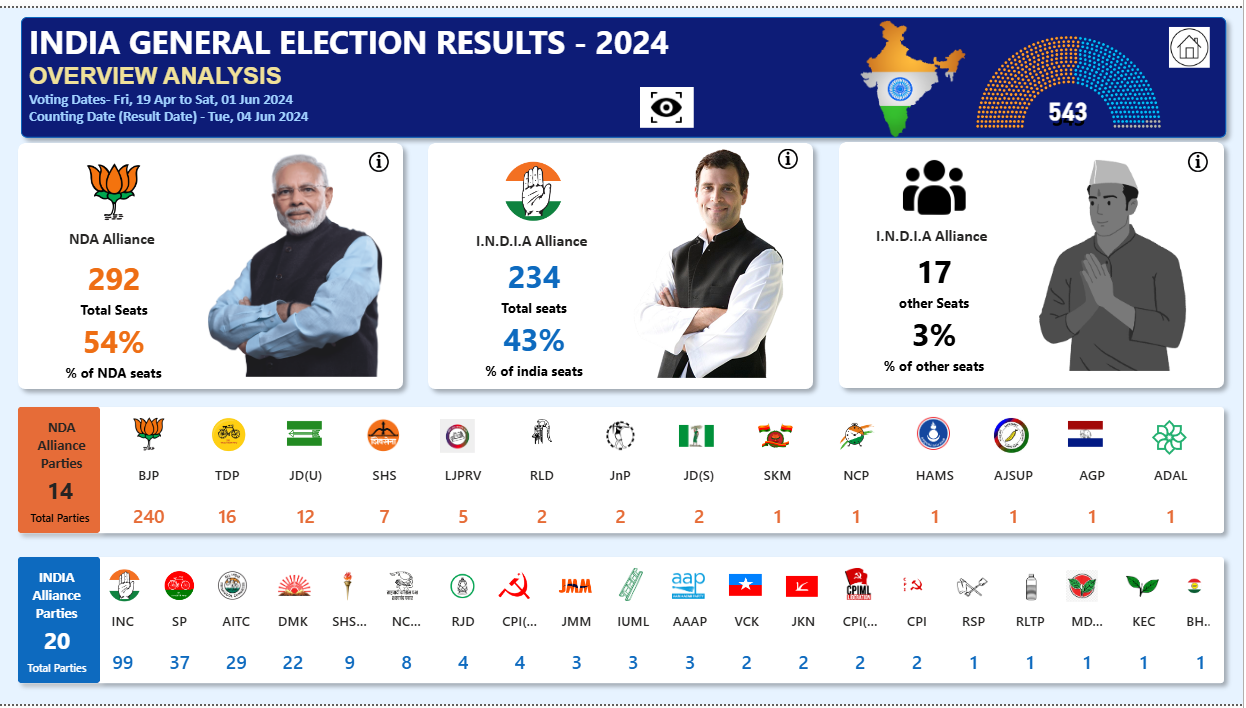 INDIA GENERAL ELECTION RESULTS - 2024
OVERVIEW ANALYSIS
Voting Dates- Fri, 19 Apr to Sat, 01 Jun 2024
Counting Date (Result Date) - Tue, 04 Jun 2024
543
NDA Alliance
292
Total Seats
54%
% of NDA seats
I.N.D.I.A Alliance
234
Total seats
43%
% of india seats
I.N.D.I.A Alliance
17
other Seats
3%
% of other seats
NDA
Alliance
Parties
14
Total Parties
BJP TDP JD(U) SHS LJPRV RLD JnP JD(S) SKM NCP HAMS AJSUP AGP ADAL
240 16 12 7 5 2 2 2 1 1 1 1 1 1
INDIA
Alliance
Parties
20
Total Parties
JMM aap CPIML
INC SP AITC DMK SHS... NC... RJD CPI(... JMM IUML AAAP VCK JKN CPI(... CPI RSP RLTP MD... KEC BH..
99 37 29 22 9 8 4 4 3 3 3 2 2 2 2 1 1 1 1 1